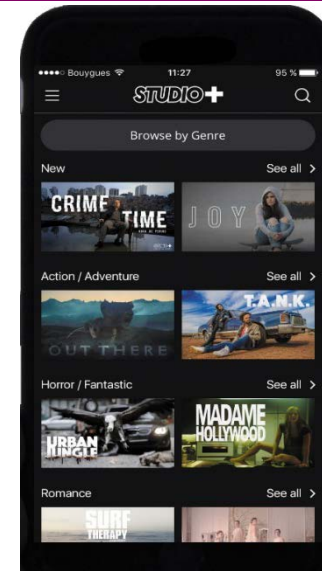 Bouygues 11:27 95 %
STUDIO+
Browse by Genre
New See all >
CRIME TIME
JOY
Action / Adventure See all >
OUT THERE
T.A.N.K.
Horror / Fantastic See all >
URBAN JUNGLE
MADAME HOLLYWOOD
Romance See all >
SURF THERAPY